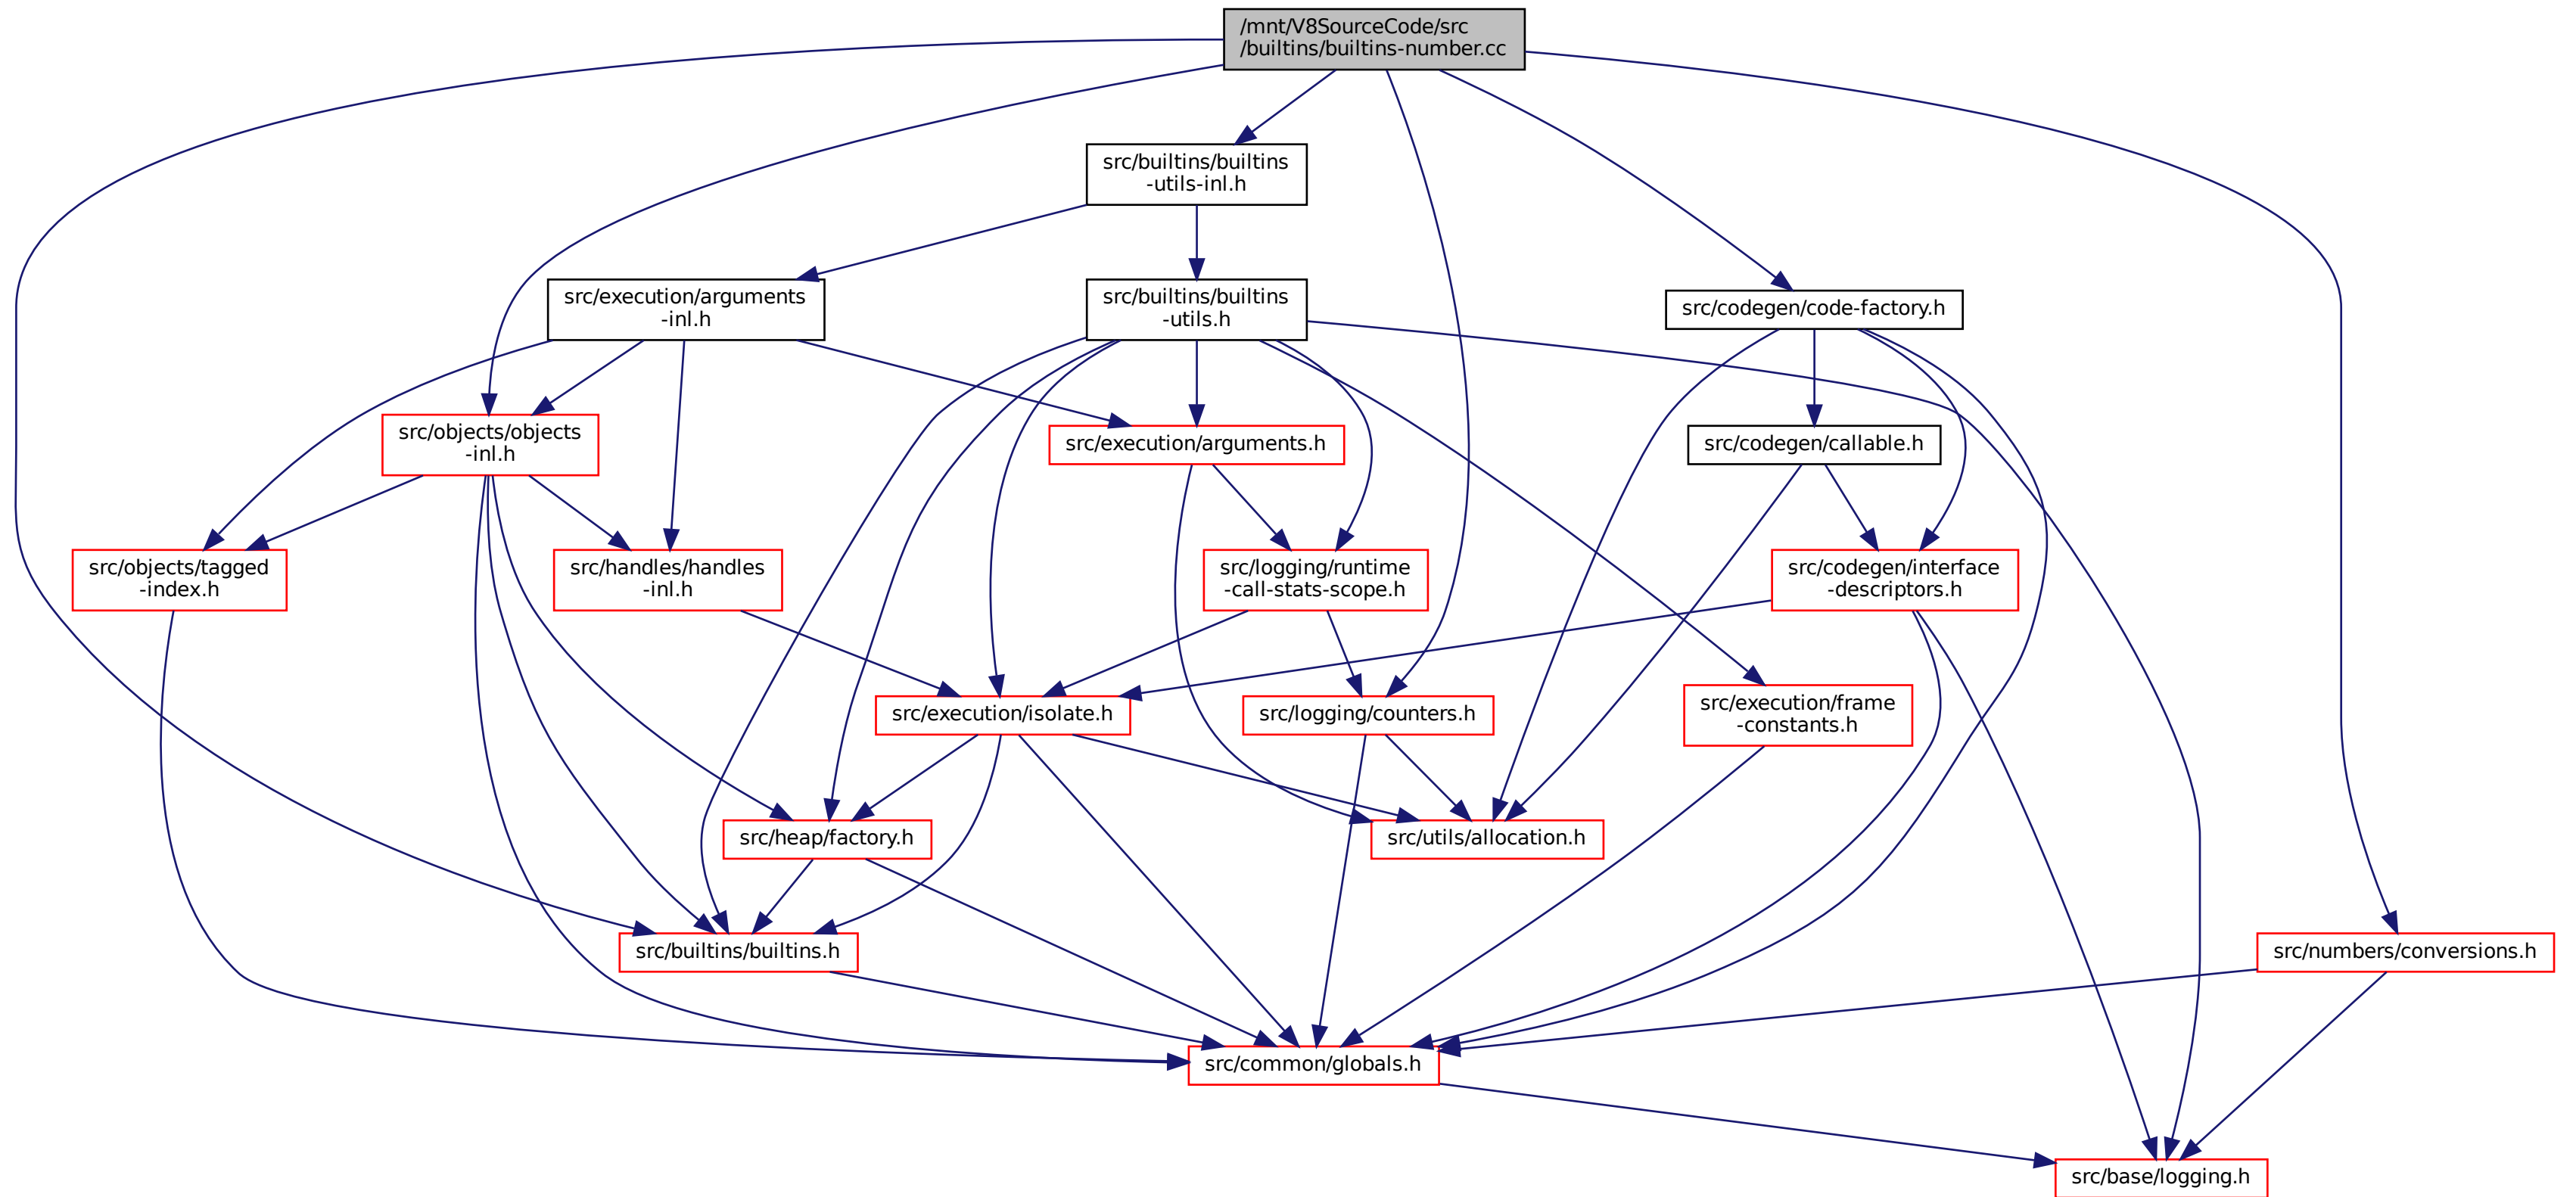 /mnt/V8SourceCode/src
/builtins/builtins-number.cc
src/builtins/builtins
-utils-inl.h
src/execution/arguments
-inl.h
src/builtins/builtins
-utils.h
src/codegen/code-factory.h
src/objects/objects
-inl.h
src/execution/arguments.h
src/codegen/callable.h
src/objects/tagged
-index.h
src/handles/handles
-inl.h
src/logging/runtime
-call-stats-scope.h
src/codegen/interface
-descriptors.h
src/execution/isolate.h
src/logging/counters.h
src/execution/frame
-constants.h
src/heap/factory.h
src/utils/allocation.h
src/builtins/builtins.h
src/numbers/conversions.h
src/common/globals.h
src/base/logging.h